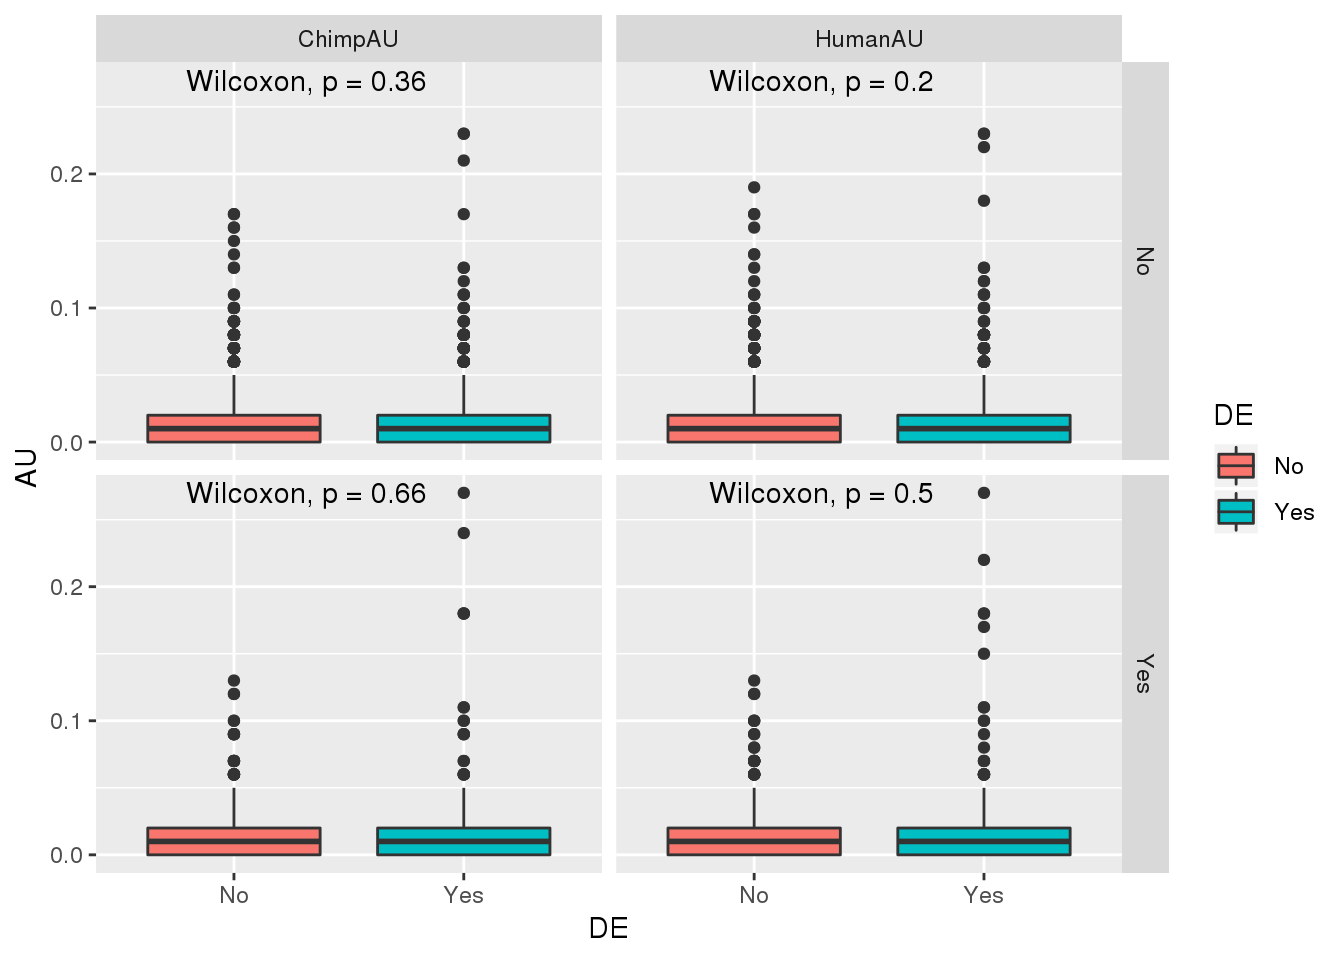 ChimpAU
HumanAU
Wilcoxon, p = 0.36
Wilcoxon, p = 0.2
No
0.2
0.1
0.0
AU
Wilcoxon, p = 0.66
Wilcoxon, p = 0.5
Yes
0.2
0.1
0.0
No
Yes
No
Yes
DE
DE
No
Yes